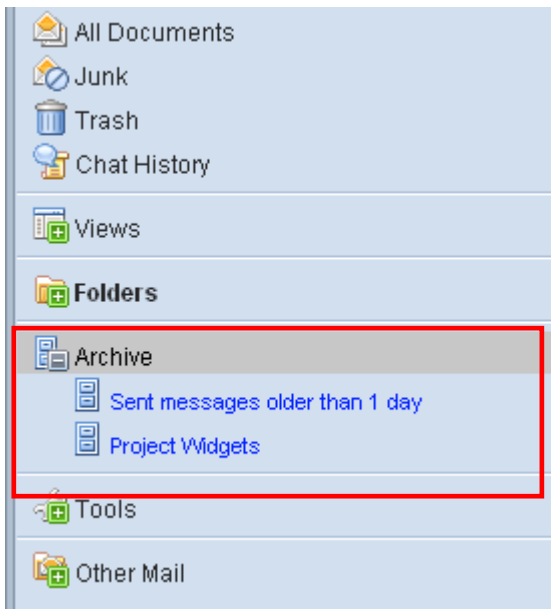 All Documents
Junk
Trash
Chat History
Views
Folders
Archive
Sent messages older than 1 day
Project Widgets
Tools
Other Mail